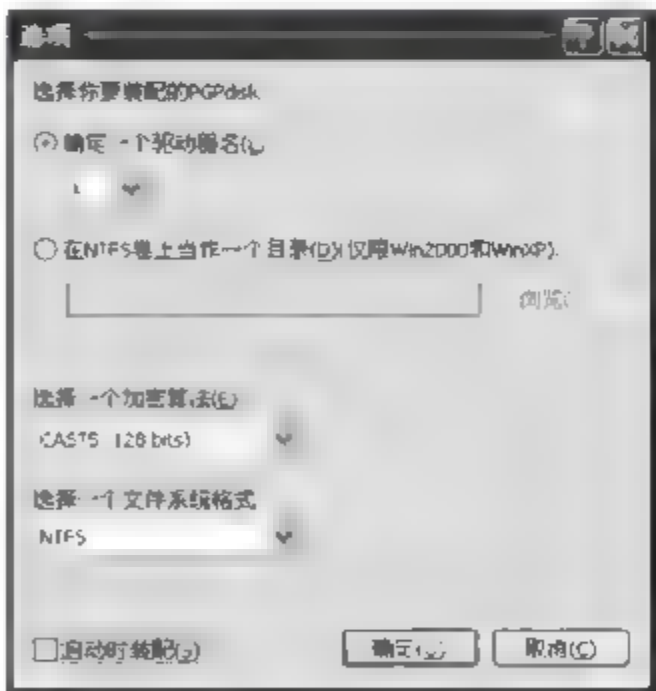 选项
选择你要装配的PGPdisk.
确定一个驱动器名(
在NTFS卷上当作一个目录(D)(仅限Win2000和WinXP).
浏览(
选择一个加密算法(E)
CAST5 (128 bits)
选择一个文件系统格式
NTFS
启动时装配(
确定(
取消(C)